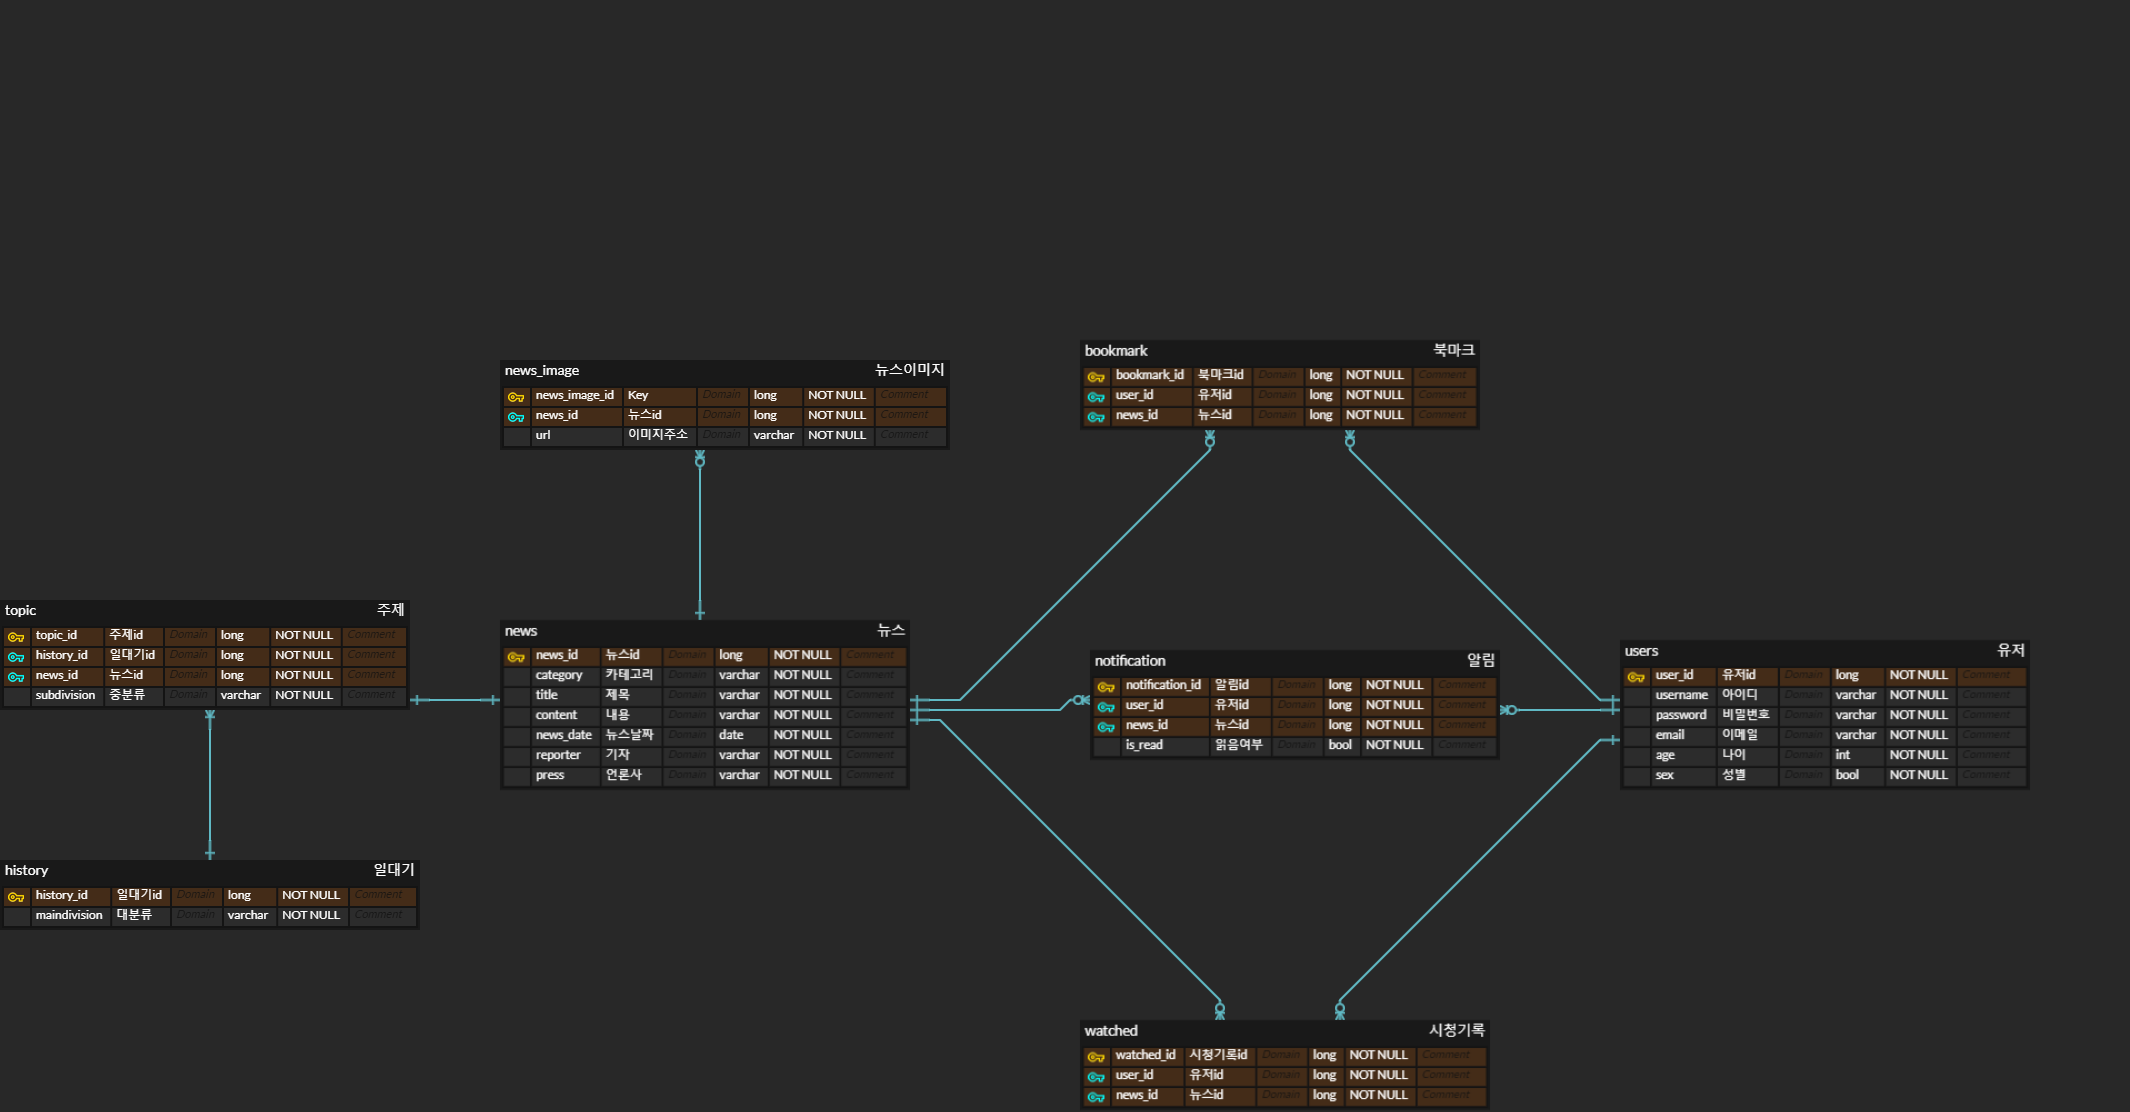 bookmark 북마크
bookmark_id 북마크id Domain long NOT NULL Comment
user_id 유저id Domain long NOT NULL Comment
news_id 뉴스id Domain long NOT NULL Comment
news_image 뉴스이미지
news_image_id Key Domain long NOT NULL Comment
news_id 뉴스id Domain long NOT NULL Comment
url 이미지주소 Domain varchar NOT NULL Comment
topic 주제
topic_id 주제id Domain long NOT NULL Comment
history_id 일대기id Domain long NOT NULL Comment
news_id 뉴스id Domain long NOT NULL Comment
subdivision 중분류 Domain varchar NOT NULL Comment
news 뉴스
news_id 뉴스id Domain long NOT NULL Comment
category 카테고리 Domain varchar NOT NULL Comment
title 제목 Domain varchar NOT NULL Comment
content 내용 Domain varchar NOT NULL Comment
news_date 뉴스날짜 Domain date NOT NULL Comment
reporter 기자 Domain varchar NOT NULL Comment
press 언론사 Domain varchar NOT NULL Comment
notification 알림
notification_id 알림id Domain long NOT NULL Comment
user_id 유저id Domain long NOT NULL Comment
news_id 뉴스id Domain long NOT NULL Comment
is_read 읽음여부 Domain bool NOT NULL Comment
users 유저
user_id 유저id Domain long NOT NULL Comment
username 아이디 Domain varchar NOT NULL Comment
password 비밀번호 Domain varchar NOT NULL Comment
email 이메일 Domain varchar NOT NULL Comment
age 나이 Domain int NOT NULL Comment
sex 성별 Domain bool NOT NULL Comment
history 일대기
history_id 일대기id Domain long NOT NULL Comment
maindivision 대분류 Domain varchar NOT NULL Comment
watched 시청기록
watched_id 시청기록id Domain long NOT NULL Comment
user_id 유저id Domain long NOT NULL Comment
news_id 뉴스id Domain long NOT NULL Comment